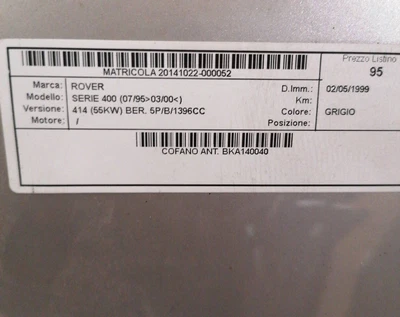 MATRICOLA 20141022-000052
Prezzo Listino
95
Marca: ROVER
D.Imm.: 02/05/1999
Modello: SERIE 400 (07/95>03/00<)
Km:
Versione: 414 (55KW) BER. 5P/B/1396CC
Colore: GRIGIO
Motore: /
Posizione:
COFANO ANT. BKA140040